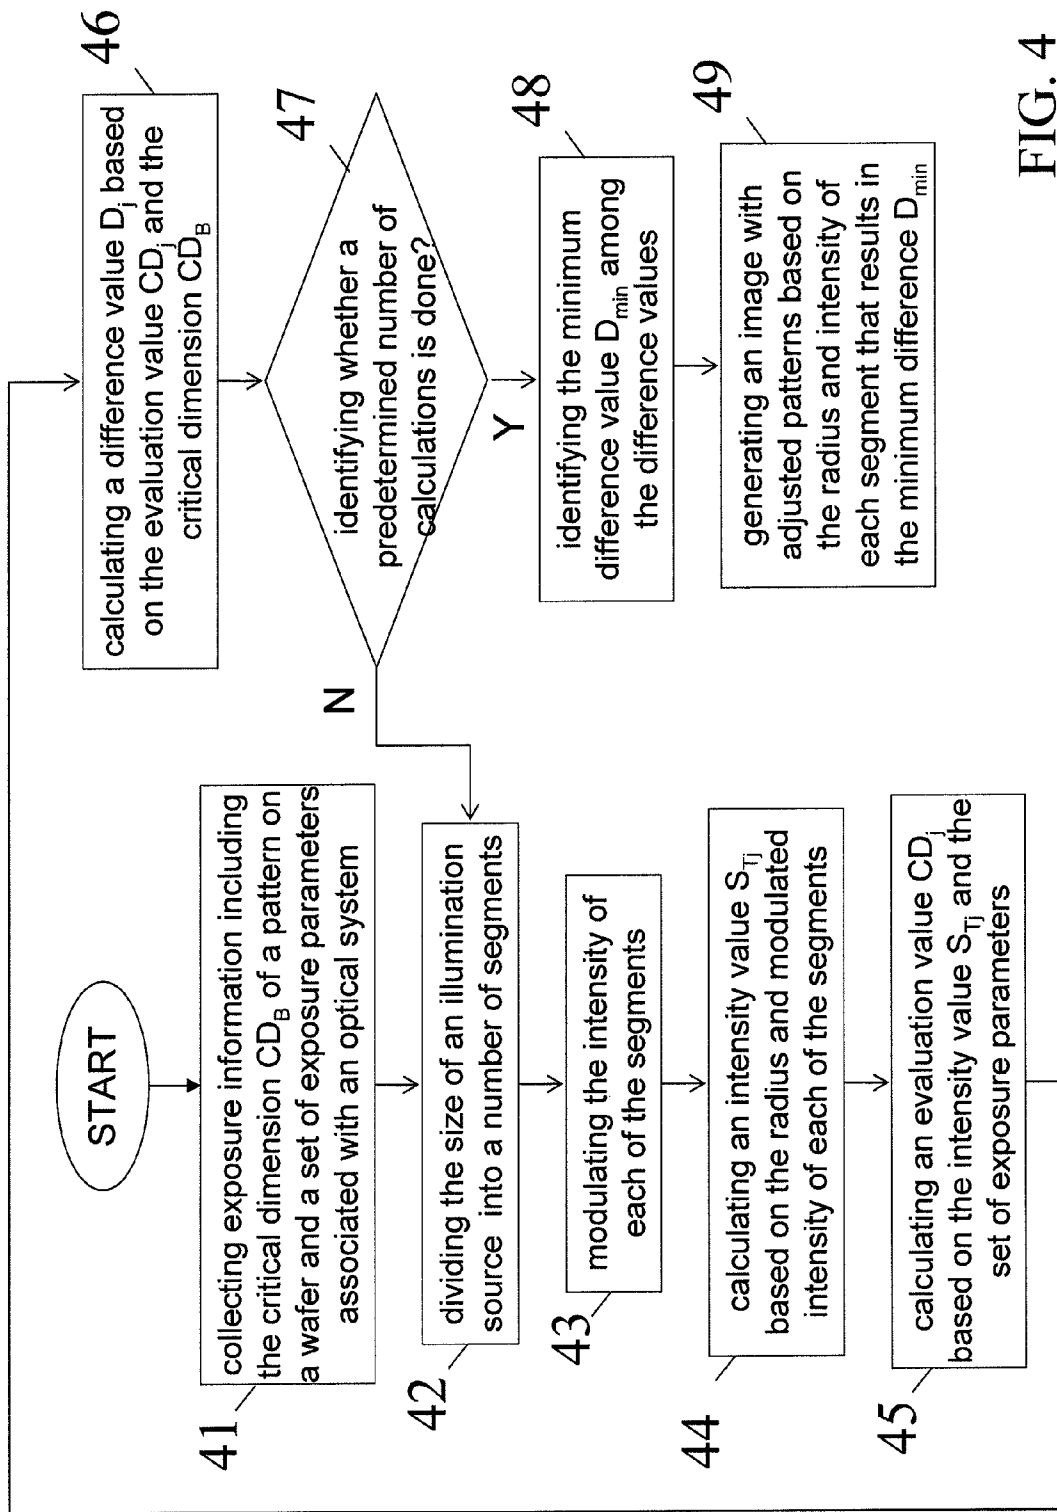 START
41
collecting exposure information including
the critical dimension CD_B of a pattern on
a wafer and a set of exposure parameters
associated with an optical system
42
dividing the size of an illumination
source into a number of segments
43
modulating the intensity of
each of the segments
44
calculating an intensity value S_Tj
based on the radius and modulated
intensity of each of the segments
45
calculating an evaluation value CD_j
based on the intensity value S_Tj and the
set of exposure parameters
46
calculating a difference value D_j based
on the evaluation value CD_j and the
critical dimension CD_B
47
identifying whether a
predetermined number of
calculations is done?
N
Y
48
identifying the minimum
difference value D_min among
the difference values
49
generating an image with
adjusted patterns based on
the radius and intensity of
each segment that results in
the minimum difference D_min
FIG. 4